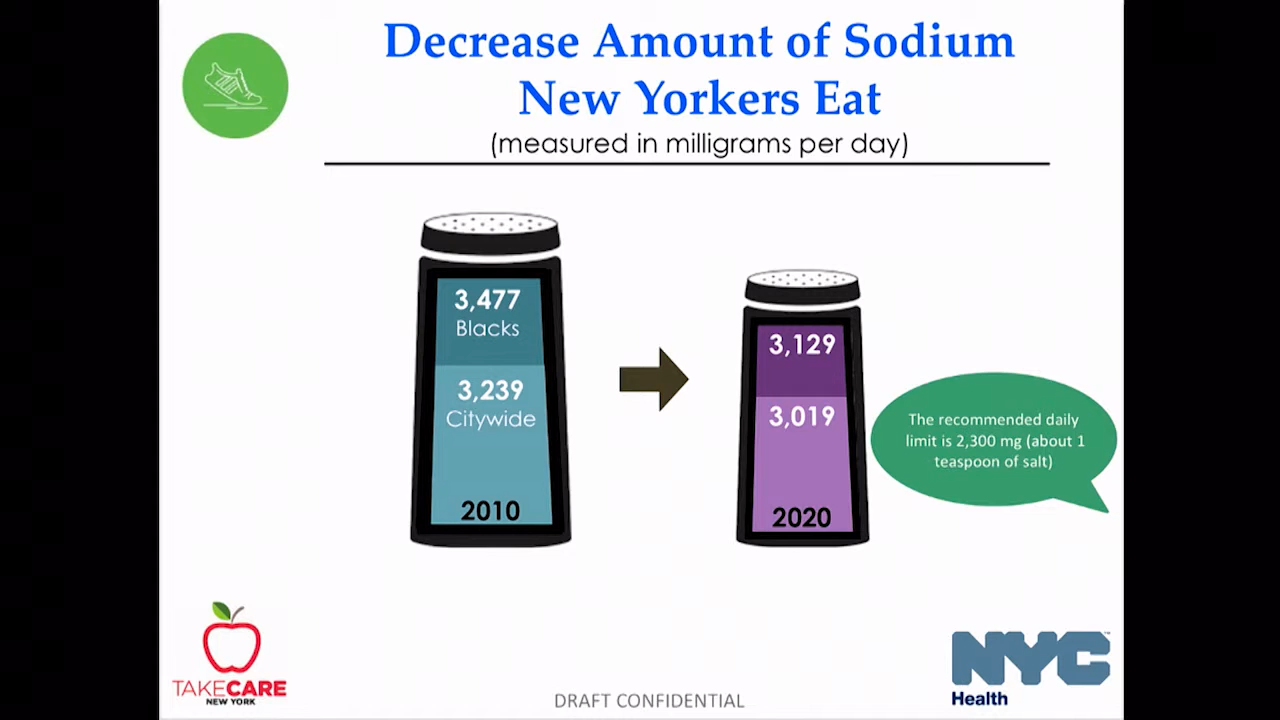 Decrease Amount of Sodium
New Yorkers Eat
(measured in milligrams per day)
3,477
Blacks
3,239
Citywide
2010
3,129
3,019
2020
The recommended daily
limit is 2,300 mg (about 1
teaspoon of salt)
TAKECARE
NEW YORK
DRAFT CONFIDENTIAL
NYC
Health